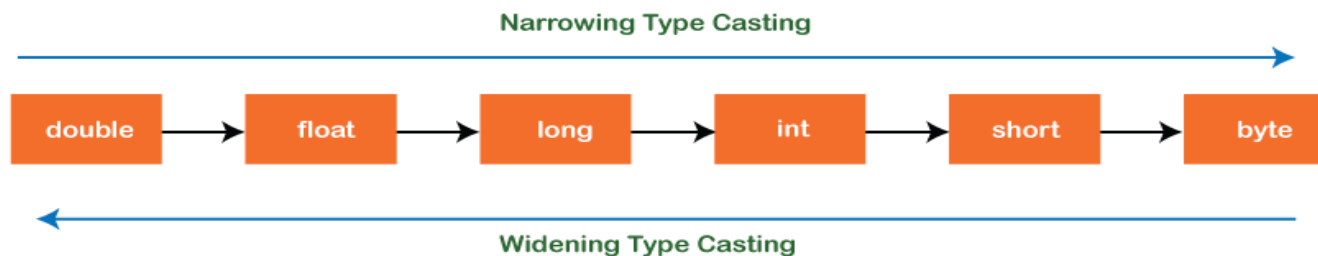 Narrowing Type Casting
double float long int short byte
Widening Type Casting